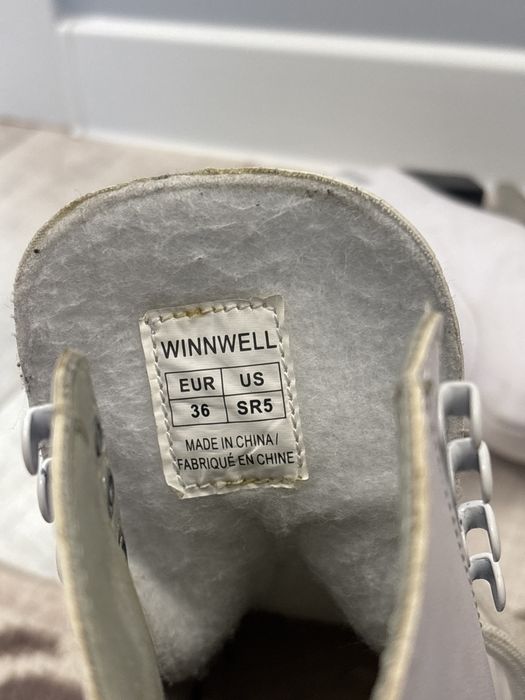 WINNWELL
EUR US
36 SR5
MADE IN CHINA/
FABRIQUÉ EN CHINE